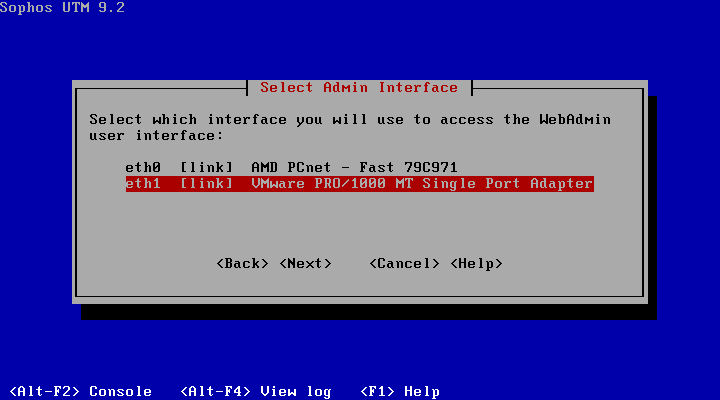 Sophos UTM 9.2
Select Admin Interface
Select which interface you will use to access the WebAdmin
user interface:
eth0 [link] AMD PCnet - Fast 79C971
eth1 [link] VMware PRO/1000 MT Single Port Adapter
<Back> <Next> <Cancel> <Help>
<Alt-F2> Console <Alt-F4> View log <F1> Help